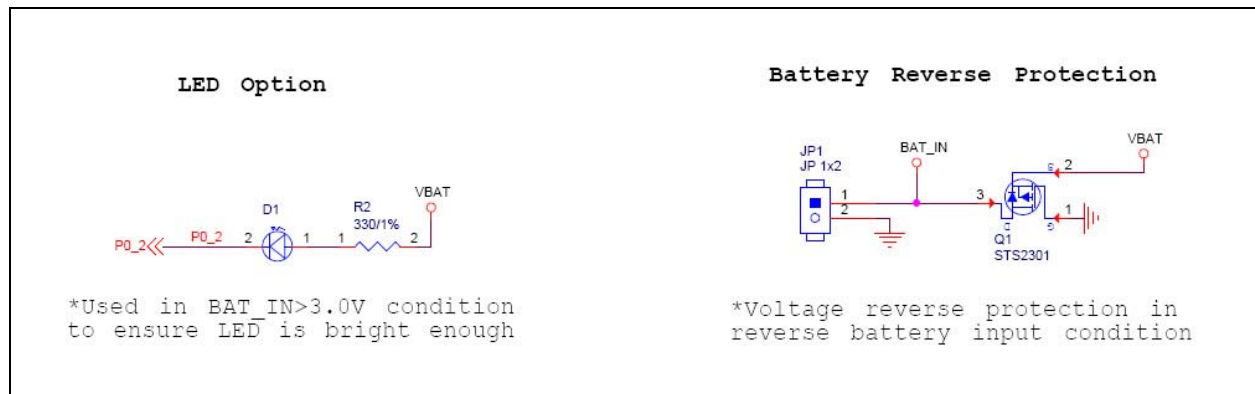 LED Option
VBAT
D1
R2
330/1%
P0_2
P0_2
2
1
1
2
*Used in BAT_IN>3.0V condition
to ensure LED is bright enough
Battery Reverse Protection
JP1
JP 1x2
BAT_IN
VBAT
1
2
3
S
2
D
G
1
Q1
STS2301
*Voltage reverse protection in
reverse battery input condition